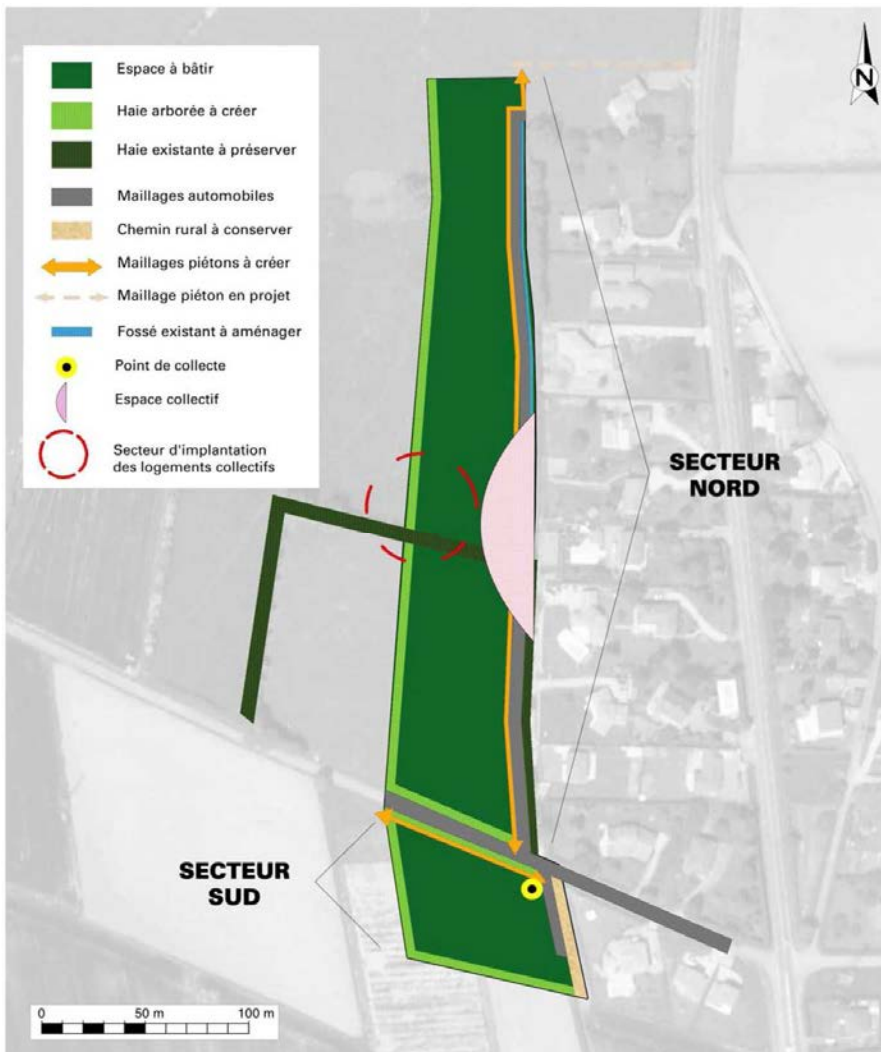 N
Espace à bâtir
Haie arborée à créer
Haie existante à préserver
Maillages automobiles
Chemin rural à conserver
Maillages piétons à créer
Maillage piéton en projet
Fossé existant à aménager
Point de collecte
Espace collectif
Secteur d'implantation
des logements collectifs
SECTEUR
NORD
SECTEUR
SUD
0 50 m 100 m